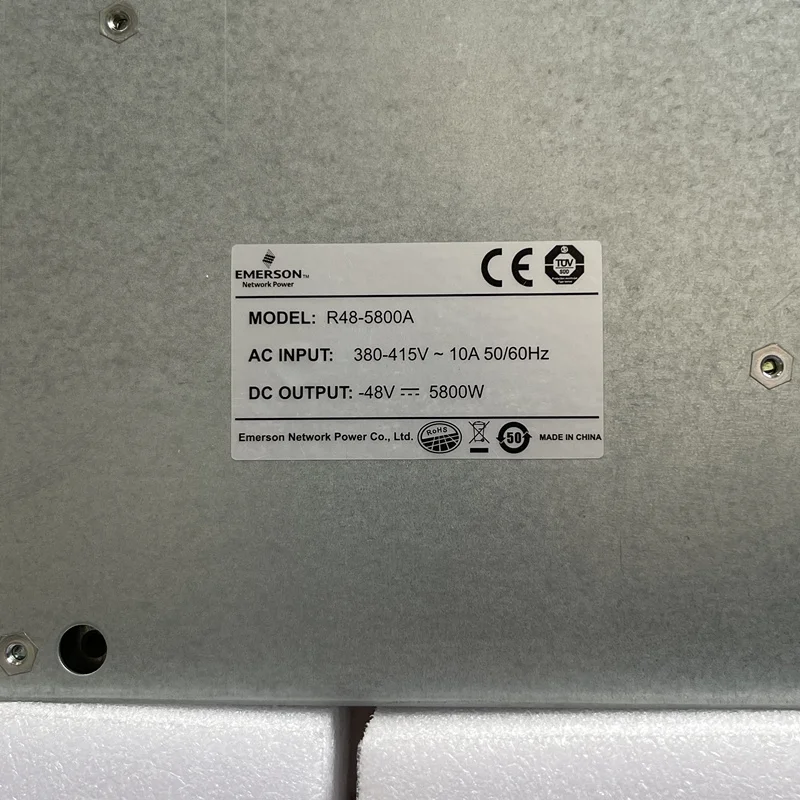 EMERSON™
Network Power
CE
TÜV
MODEL: R48-5800A
AC INPUT: 380-415V ~ 10A 50/60Hz
DC OUTPUT: -48V ⎓ 5800W
Emerson Network Power Co., Ltd.
RoHS
50
MADE IN CHINA